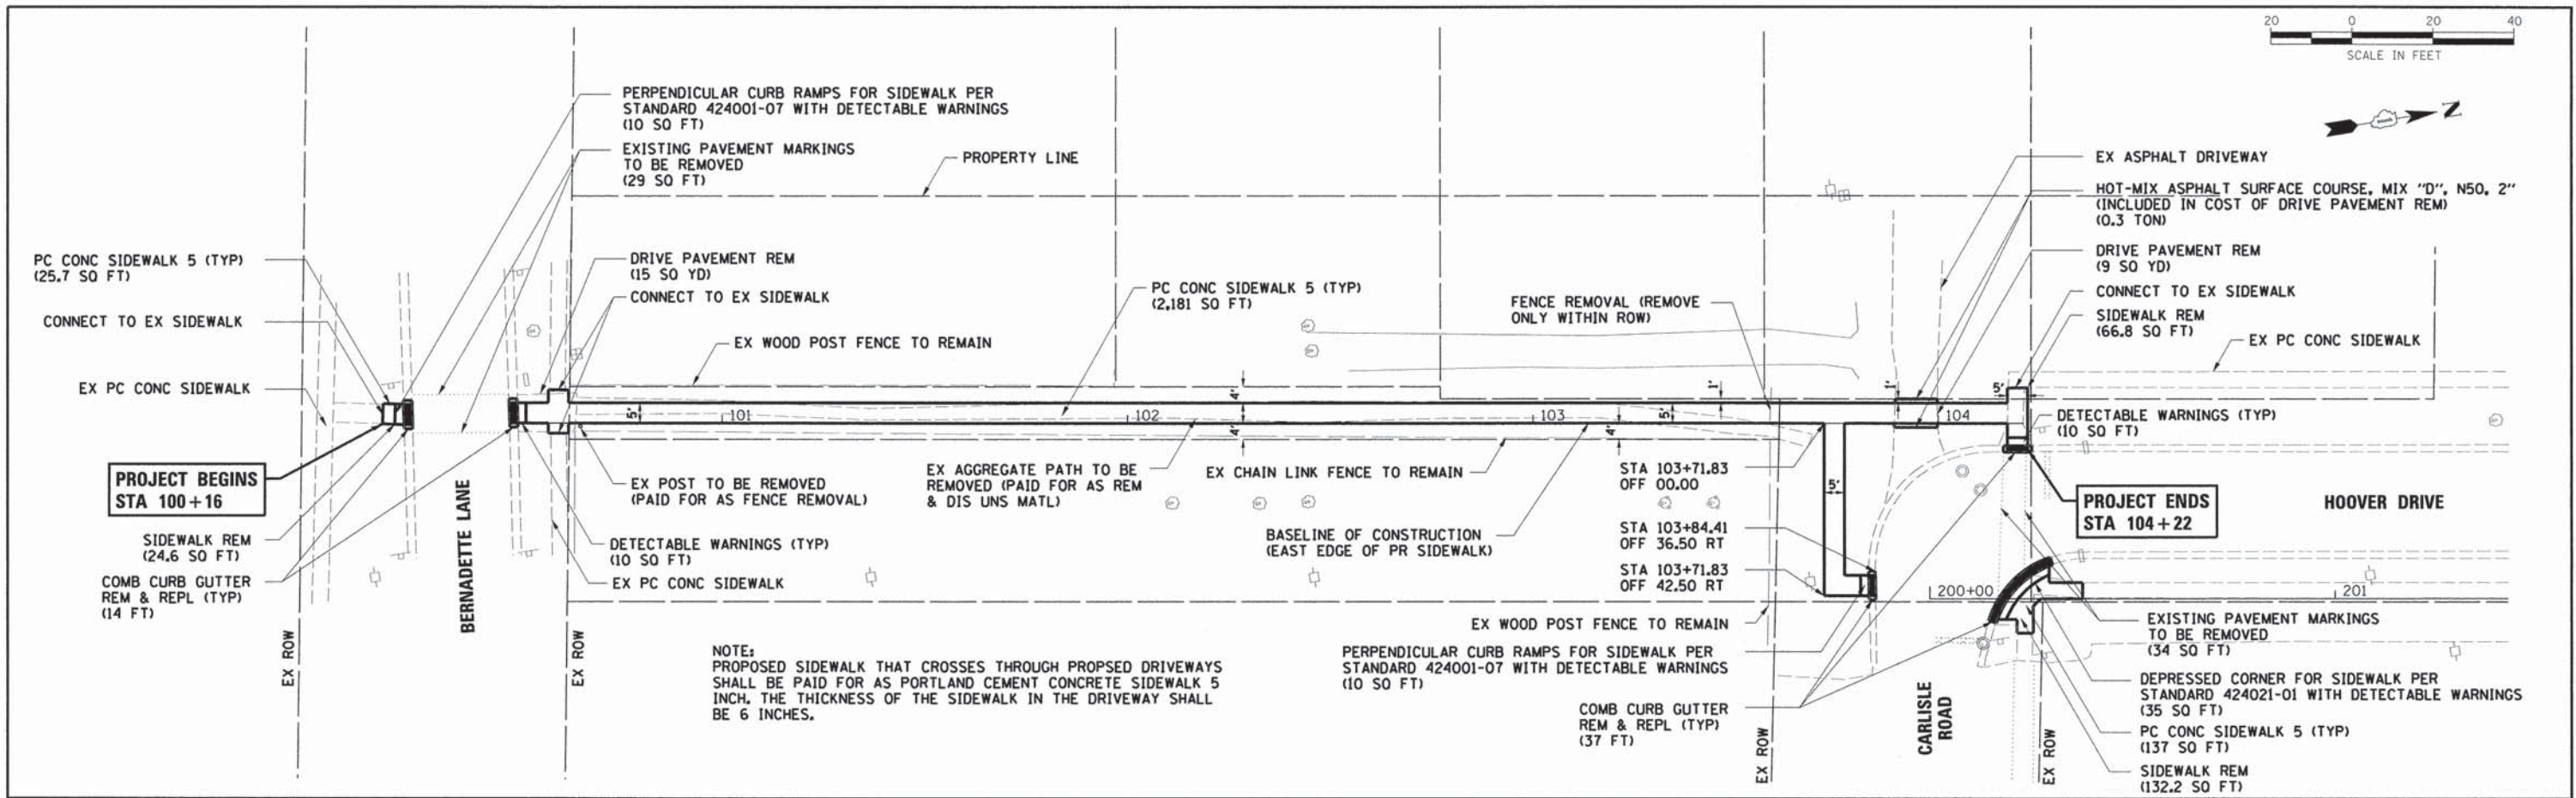 20 0 20 40
SCALE IN FEET
N
PERPENDICULAR CURB RAMPS FOR SIDEWALK PER
STANDARD 424001-07 WITH DETECTABLE WARNINGS
(10 SQ FT)
EXISTING PAVEMENT MARKINGS
TO BE REMOVED
(29 SQ FT)
PROPERTY LINE
EX ASPHALT DRIVEWAY
HOT-MIX ASPHALT SURFACE COURSE, MIX "D", N50, 2"
(INCLUDED IN COST OF DRIVE PAVEMENT REM)
(0.3 TON)
PC CONC SIDEWALK 5 (TYP)
(25.7 SQ FT)
DRIVE PAVEMENT REM
(15 SQ YD)
CONNECT TO EX SIDEWALK
PC CONC SIDEWALK 5 (TYP)
(2,181 SQ FT)
FENCE REMOVAL (REMOVE
ONLY WITHIN ROW)
DRIVE PAVEMENT REM
(9 SQ YD)
CONNECT TO EX SIDEWALK
SIDEWALK REM
(66.8 SQ FT)
CONNECT TO EX SIDEWALK
EX WOOD POST FENCE TO REMAIN
EX PC CONC SIDEWALK
EX PC CONC SIDEWALK
4'
1'
1'
5'
5'
101
102
103
5'
104
4'
4'
DETECTABLE WARNINGS (TYP)
(10 SQ FT)
PROJECT BEGINS
STA 100+16
EX POST TO BE REMOVED
(PAID FOR AS FENCE REMOVAL)
EX AGGREGATE PATH TO BE
REMOVED (PAID FOR AS REM
& DIS UNS MATL)
EX CHAIN LINK FENCE TO REMAIN
STA 103+71.83
OFF 00.00
5'
PROJECT ENDS
STA 104+22
HOOVER DRIVE
SIDEWALK REM
(24.6 SQ FT)
COMB CURB GUTTER
REM & REPL (TYP)
(14 FT)
BERNADETTE LANE
DETECTABLE WARNINGS (TYP)
(10 SQ FT)
EX PC CONC SIDEWALK
BASELINE OF CONSTRUCTION
(EAST EDGE OF PR SIDEWALK)
STA 103+84.41
OFF 36.50 RT
STA 103+71.83
OFF 42.50 RT
200+00
201
EX WOOD POST FENCE TO REMAIN
EX ROW
EX ROW
NOTE:
PROPOSED SIDEWALK THAT CROSSES THROUGH PROPSED DRIVEWAYS
SHALL BE PAID FOR AS PORTLAND CEMENT CONCRETE SIDEWALK 5
INCH. THE THICKNESS OF THE SIDEWALK IN THE DRIVEWAY SHALL
BE 6 INCHES.
PERPENDICULAR CURB RAMPS FOR SIDEWALK PER
STANDARD 424001-07 WITH DETECTABLE WARNINGS
(10 SQ FT)
COMB CURB GUTTER
REM & REPL (TYP)
(37 FT)
EX ROW
CARLISLE
ROAD
EX ROW
EXISTING PAVEMENT MARKINGS
TO BE REMOVED
(34 SQ FT)
DEPRESSED CORNER FOR SIDEWALK PER
STANDARD 424021-01 WITH DETECTABLE WARNINGS
(35 SQ FT)
PC CONC SIDEWALK 5 (TYP)
(137 SQ FT)
SIDEWALK REM
(132.2 SQ FT)